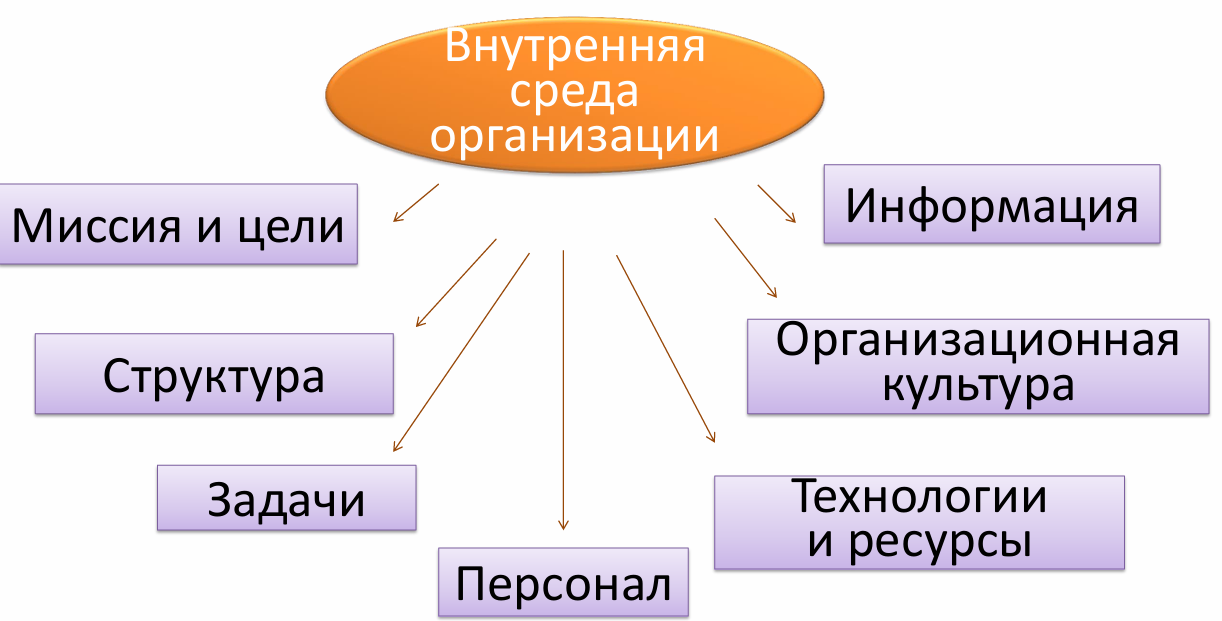 Внутренняя
среда
организации
Миссия и цели
Информация
Структура
Организационная
культура
Задачи
Технологии
и ресурсы
Персонал